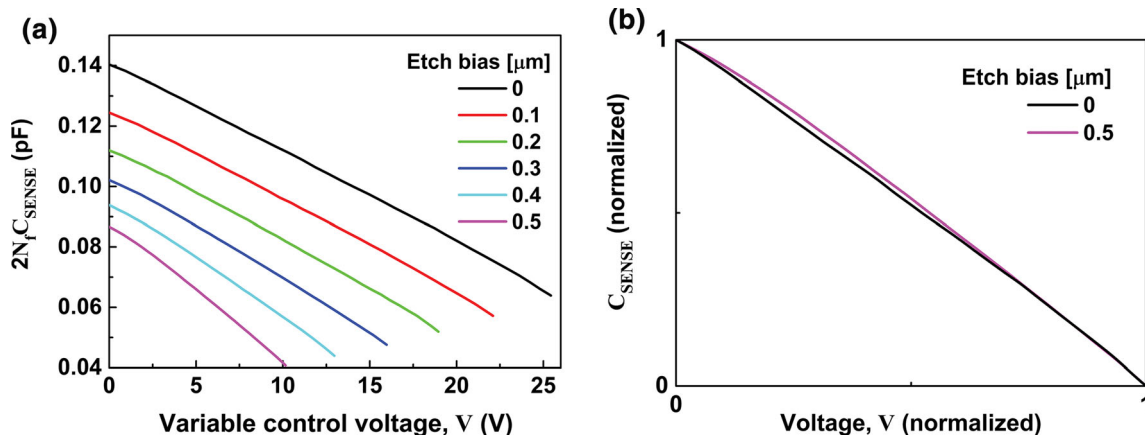 (a)
Etch bias [μm]
0
0.1
0.2
0.3
0.4
0.5
0.14
0.12
0.10
0.08
0.06
0.04
2NfCSENSE (pF)
0 5 10 15 20 25
Variable control voltage, V (V)
(b)
1
0
CSENSE (normalized)
Etch bias [μm]
0
0.5
0 1
Voltage, V (normalized)